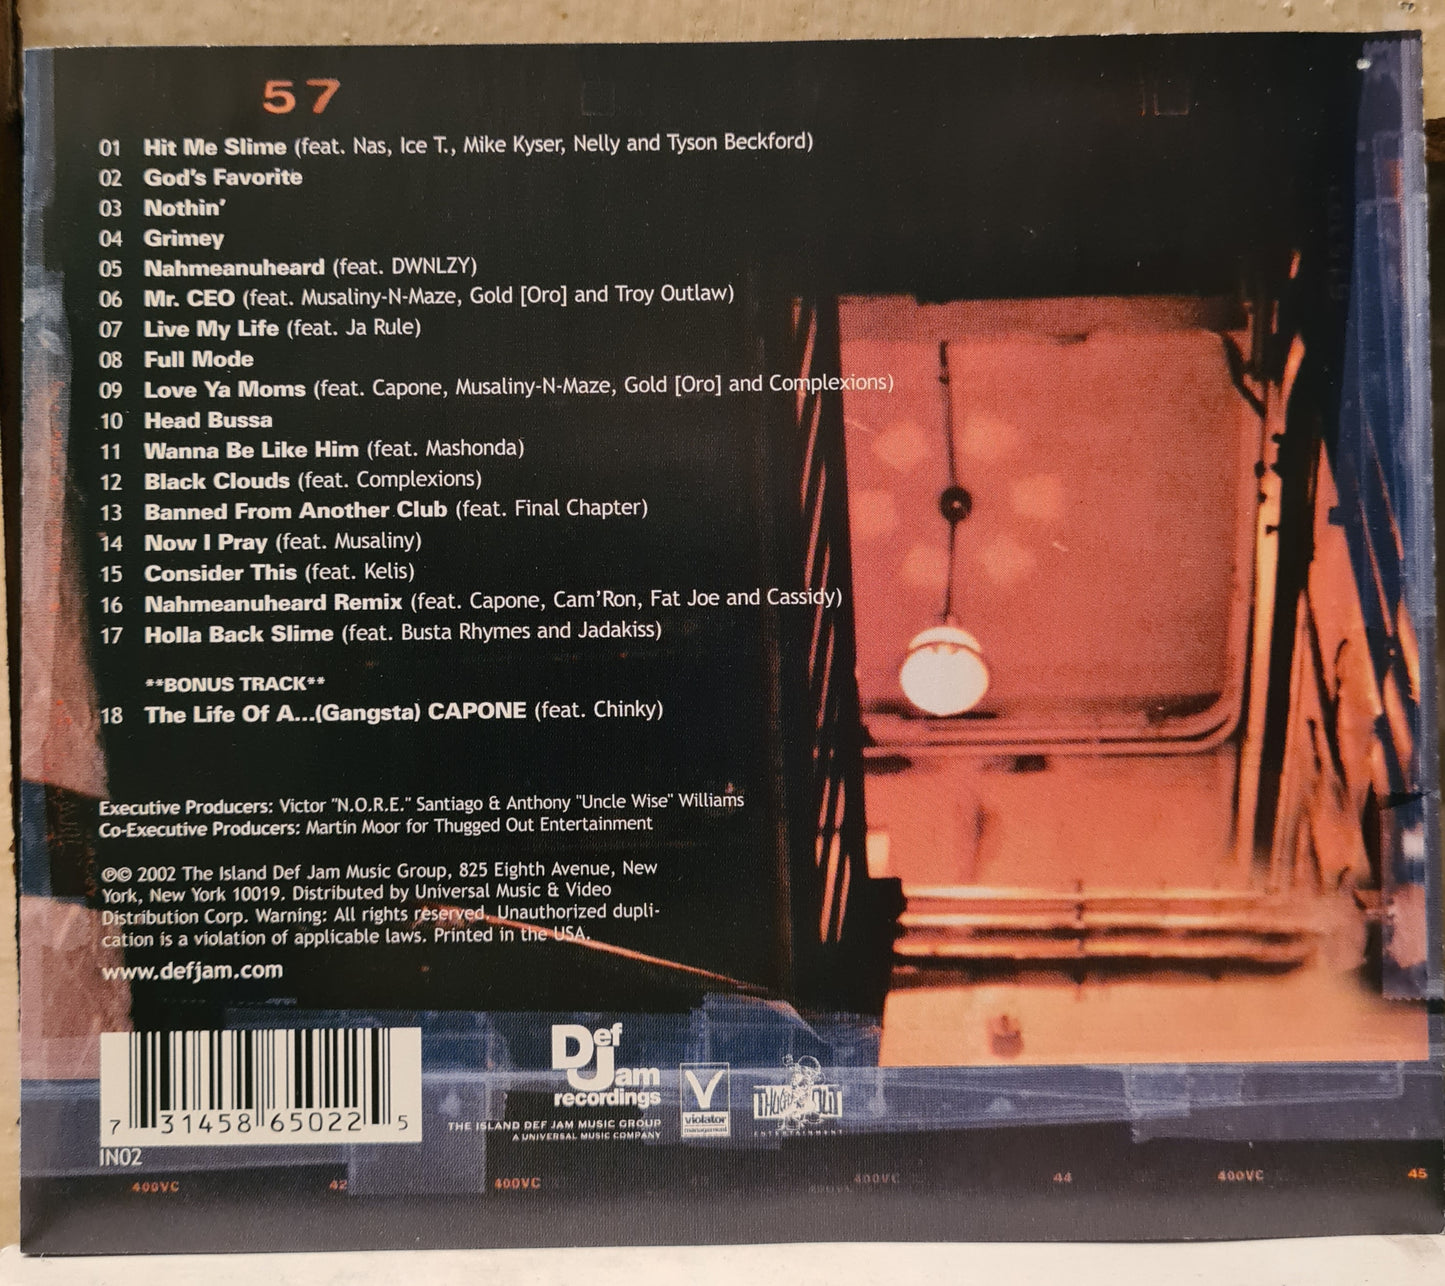 57
01 Hit Me Slime (feat. Nas, Ice T., Mike Kyser, Nelly and Tyson Beckford)
02 God's Favorite
03 Nothin'
04 Grimey
05 Nahmeanuheard (feat. DWNLZY)
06 Mr. CEO (feat. Musaliny-N-Maze, Gold [Oro] and Troy Outlaw)
07 Live My Life (feat. Ja Rule)
08 Full Mode
09 Love Ya Moms (feat. Capone, Musaliny-N-Maze, Gold [Oro] and Complexions)
10 Head Bussa
11 Wanna Be Like Him (feat. Mashonda)
12 Black Clouds (feat. Complexions)
13 Banned From Another Club (feat. Final Chapter)
14 Now I Pray (feat. Musaliny)
15 Consider This (feat. Kelis)
16 Nahmeanuheard Remix (feat. Capone, Cam'Ron, Fat Joe and Cassidy)
17 Holla Back Slime (feat. Busta Rhymes and Jadakiss)
**BONUS TRACK**
18 The Life Of A...(Gangsta) CAPONE (feat. Chinky)
Executive Producers: Victor "N.O.R.E." Santiago & Anthony "Uncle Wise" Williams
Co-Executive Producers: Martin Moor for Thugged Out Entertainment
℗© 2002 The Island Def Jam Music Group, 825 Eighth Avenue, New
York, New York 10019. Distributed by Universal Music & Video
Distribution Corp. Warning: All rights reserved. Unauthorized dupli-
cation is a violation of applicable laws. Printed in the USA.
www.defjam.com
7 31458 65022 5
IN02
Def
Jam
recordings
THE ISLAND DEF JAM MUSIC GROUP
A UNIVERSAL MUSIC COMPANY
V
violator
management
THUGGED OUT
ENTERTAINMENT
400VC 42 400VC 400VC 44 400VC 45